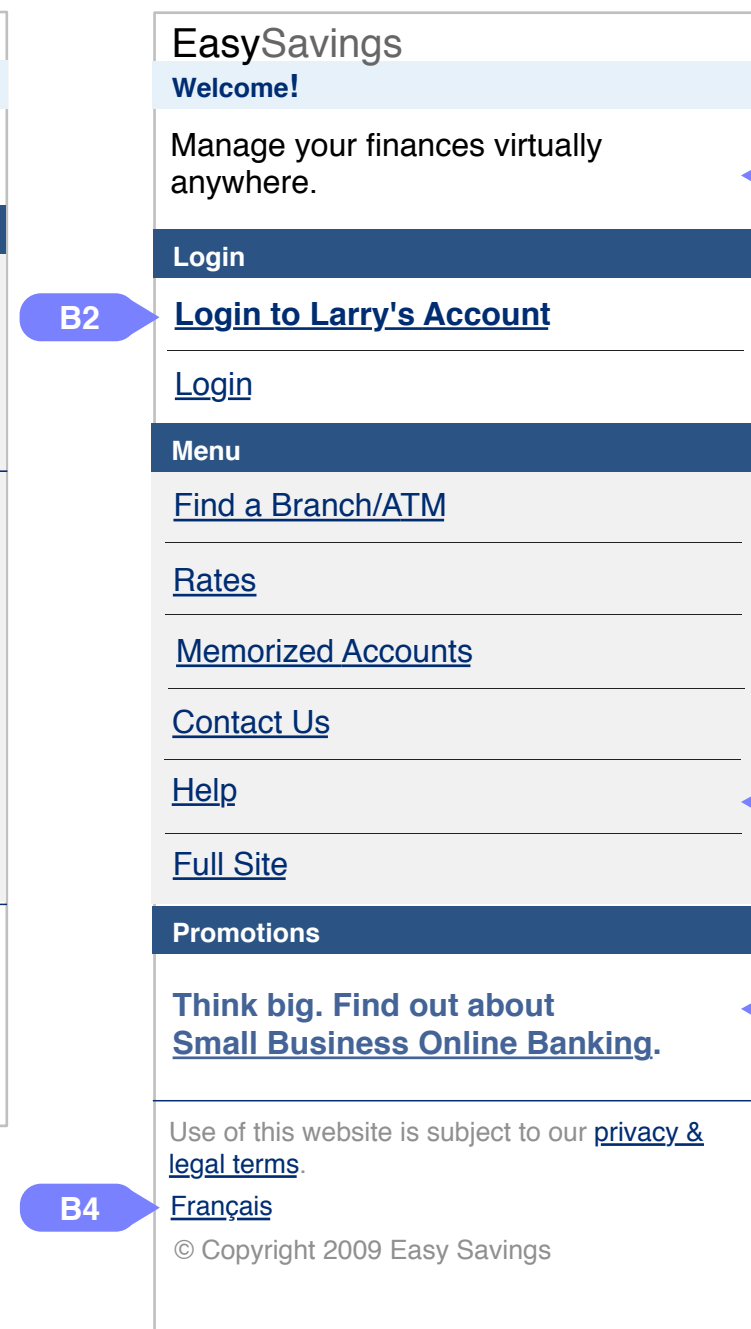 EasySavings
Welcome!
Manage your finances virtually
anywhere.
Login
B2
Login to Larry's Account
Login
Menu
Find a Branch/ATM
Rates
Memorized Accounts
Contact Us
Help
Full Site
Promotions
Think big. Find out about
Small Business Online Banking.
Use of this website is subject to our privacy &
legal terms.
B4
Français
© Copyright 2009 Easy Savings